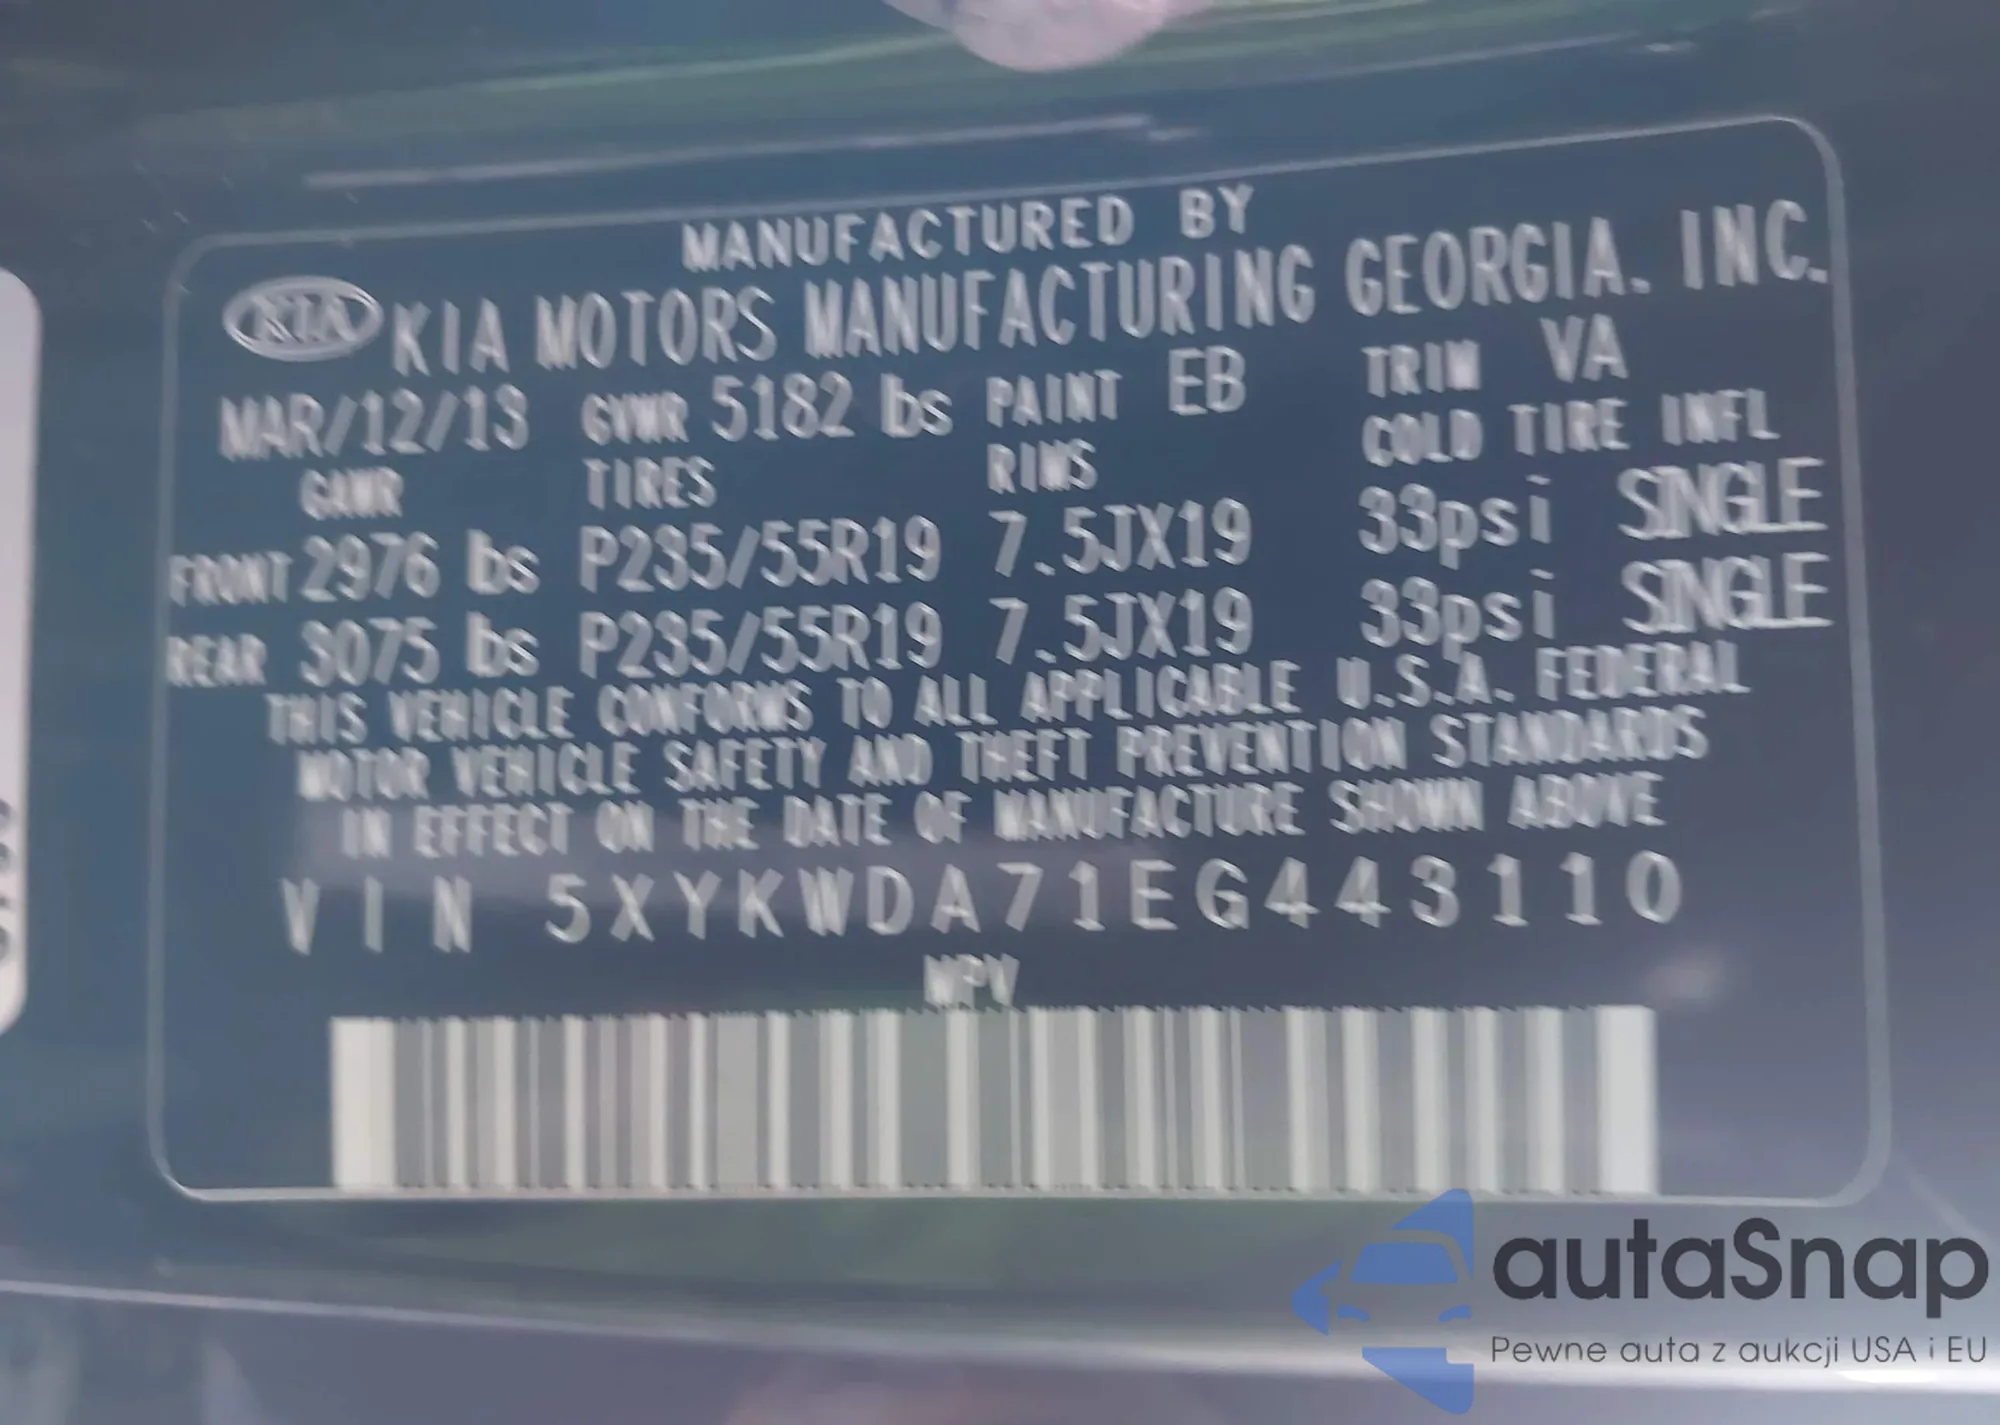 MANUFACTURED BY
KIA KIA MOTORS MANUFACTURING GEORGIA. INC.
MAR/12/13 GVWR 5182 lbs PAINT EB TRIM VA
GAWR TIRES RIMS COLD TIRE INFL
FRONT 2976 lbs P235/55R19 7.5JX19 33psi SINGLE
REAR 3075 lbs P235/55R19 7.5JX19 33psi SINGLE
THIS VEHICLE CONFORMS TO ALL APPLICABLE U.S.A. FEDERAL
MOTOR VEHICLE SAFETY AND THEFT PREVENTION STANDARDS
IN EFFECT ON THE DATE OF MANUFACTURE SHOWN ABOVE
VIN 5XYKWDA71EG443110
MPV
autaSnap
Pewne auta z aukcji USA i EU